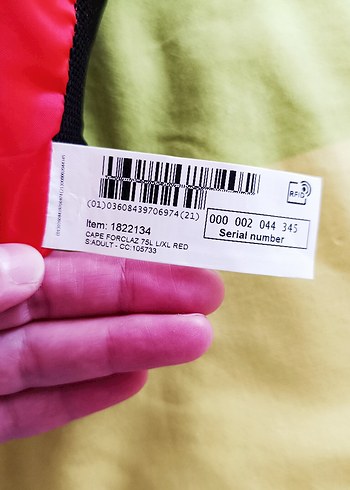 RFID
(01)03608439706974(21)
000 002 044 345
Serial number
Item: 1822134
CAPE FORCLAZ 75L L/XL RED
S:ADULT - CC:105733